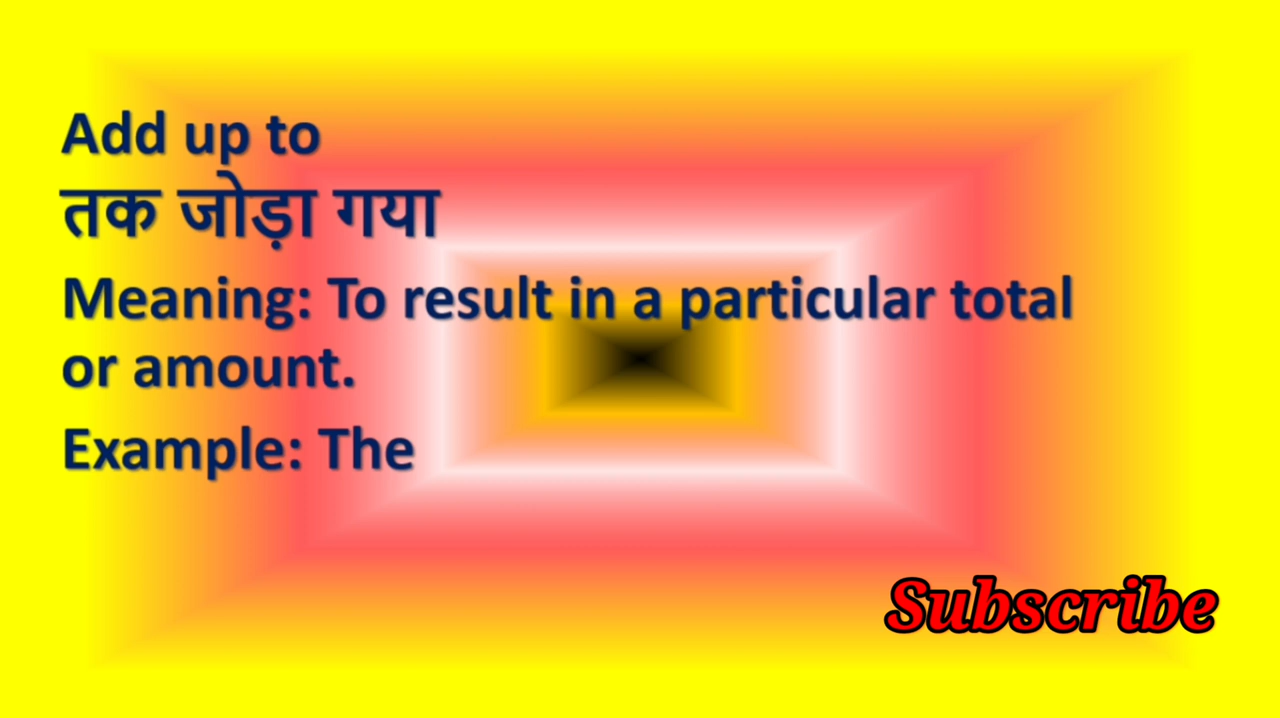 Add up to
तक जोड़ा गया
Meaning: To result in a particular total
or amount.
Example: The
Subscribe